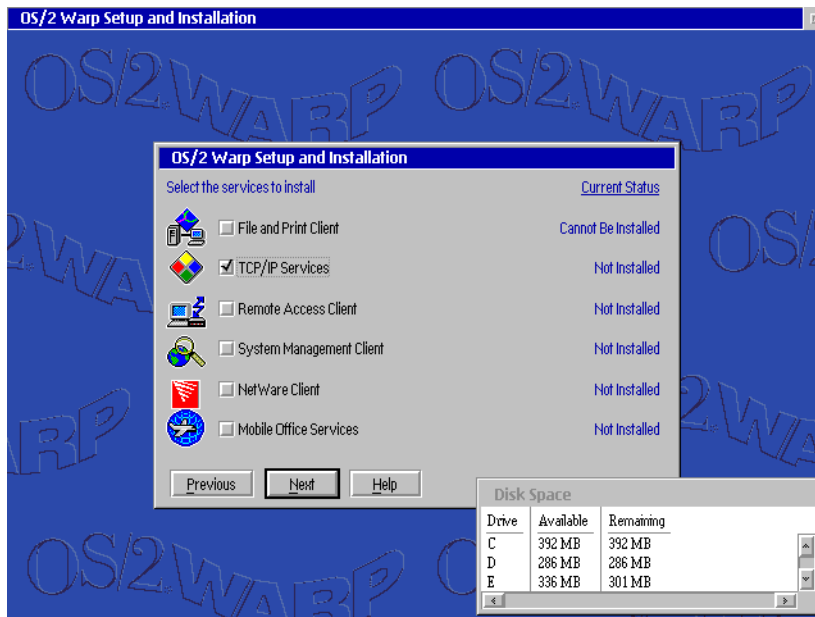 OS/2 Warp Setup and Installation
OS/2 WARP OS/2 WARP
OS/2 Warp Setup and Installation
Select the services to install Current Status
File and Print Client Cannot Be Installed
TCP/IP Services Not Installed
Remote Access Client Not Installed
System Management Client Not Installed
NetWare Client Not Installed
Mobile Office Services Not Installed
Previous Next Help
Disk Space
Drive Available Remaining
C 392 MB 392 MB
D 286 MB 286 MB
E 336 MB 301 MB
OS/2 WARP